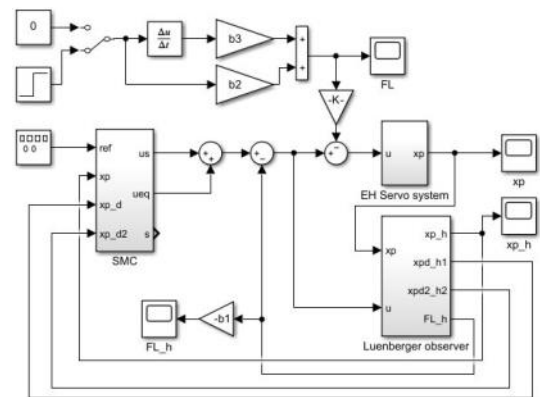 0
Δu
Δt
b3
b2
+
+
FL
-K-
ref
xp
xp_d
xp_d2
us
ueq
s
SMC
+
+
+
−
+
−
u
xp
EH Servo system
xp
xp
u
xp_h
xpd_h1
xpd2_h2
FL_h
Luenberger observer
xp_h
-b1
FL_h